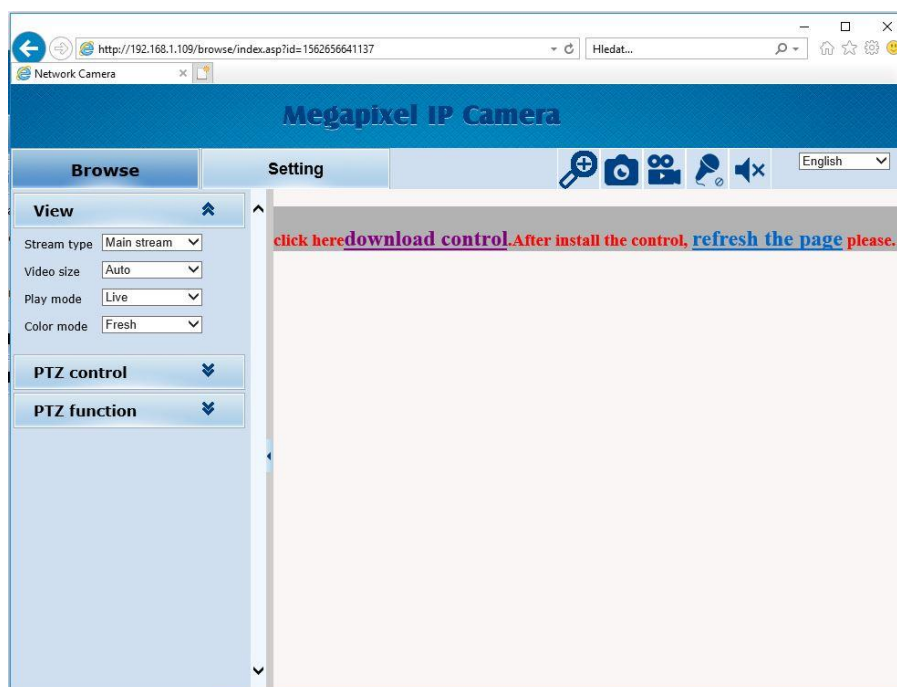 http://192.168.1.109/browse/index.asp?id=1562656641137
Hledat...
Network Camera
Megapixel IP Camera
Browse
Setting
English
View
click heredownload control.After install the control, refresh the page please.
Stream type Main stream
Video size Auto
Play mode Live
Color mode Fresh
PTZ control
PTZ function